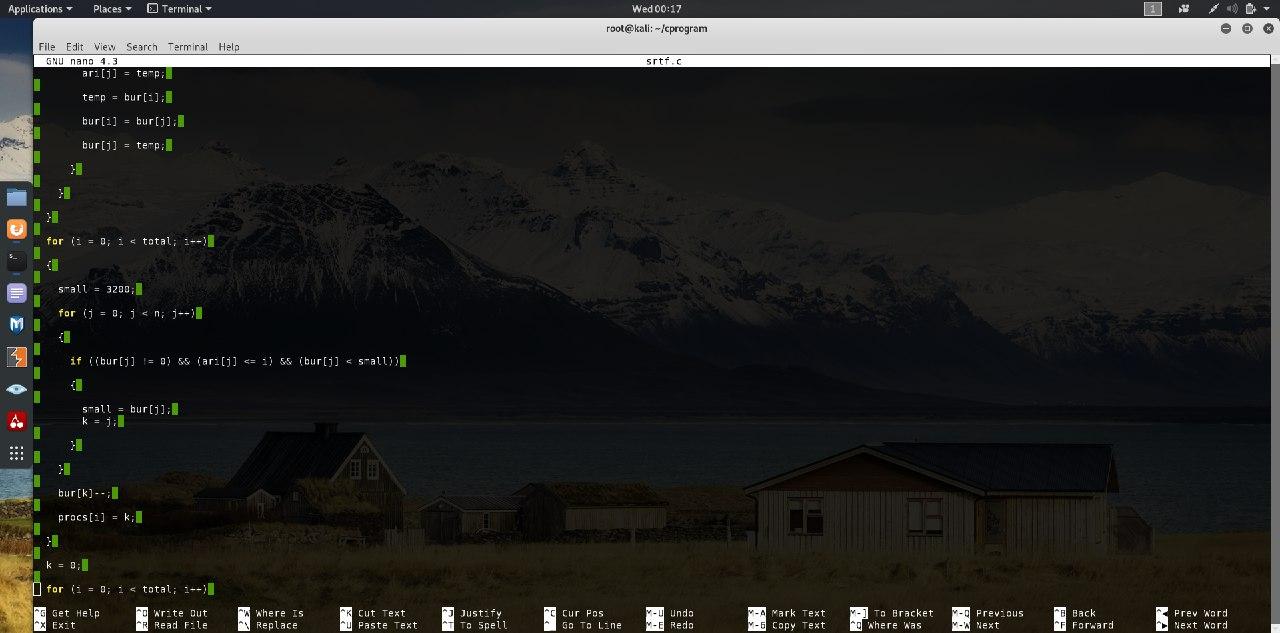 Applications Places Terminal Wed 00:17 1
root@kali: ~/cprogram
File Edit View Search Terminal Help
GNU nano 4.3 srtf.c
ari[j] = temp;
temp = bur[i];
bur[i] = bur[j];
bur[j] = temp;
}
}
}
for (i = 0; i < total; i++)
{
small = 3200;
for (j = 0; j < n; j++)
{
if ((bur[j] != 0) && (ari[j] <= i) && (bur[j] < small))
{
small = bur[j];
k = j;
}
}
bur[k]--;
procs[i] = k;
}
k = 0;
for (i = 0; i < total; i++)
^G Get Help ^O Write Out ^W Where Is ^K Cut Text ^J Justify ^C Cur Pos M-U Undo M-A Mark Text M-] To Bracket M-Q Previous ^B Back ^◀ Prev Word
^X Exit ^R Read File ^\ Replace ^U Paste Text ^T To Spell ^_ Go To Line M-E Redo M-6 Copy Text ^Q Where Was M-W Next ^F Forward ^▶ Next Word